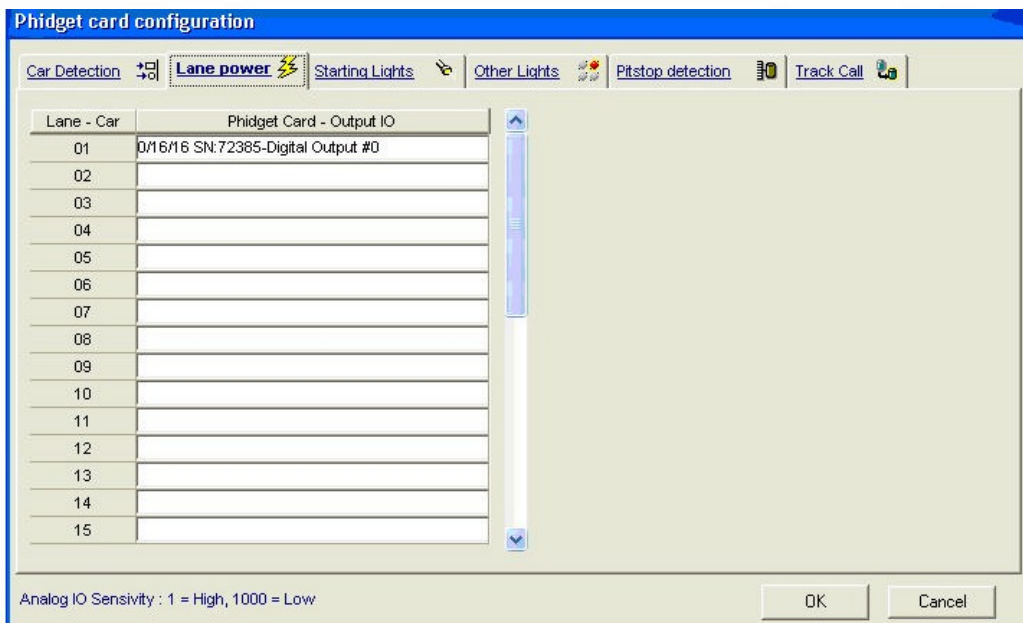 Phidget card configuration
Car Detection Lane power Starting Lights Other Lights Pitstop detection Track Call
Lane - Car Phidget Card - Output IO
01 0/16/16 SN:72385-Digital Output #0
02
03
04
05
06
07
08
09
10
11
12
13
14
15
Analog IO Sensivity : 1 = High, 1000 = Low
OK Cancel